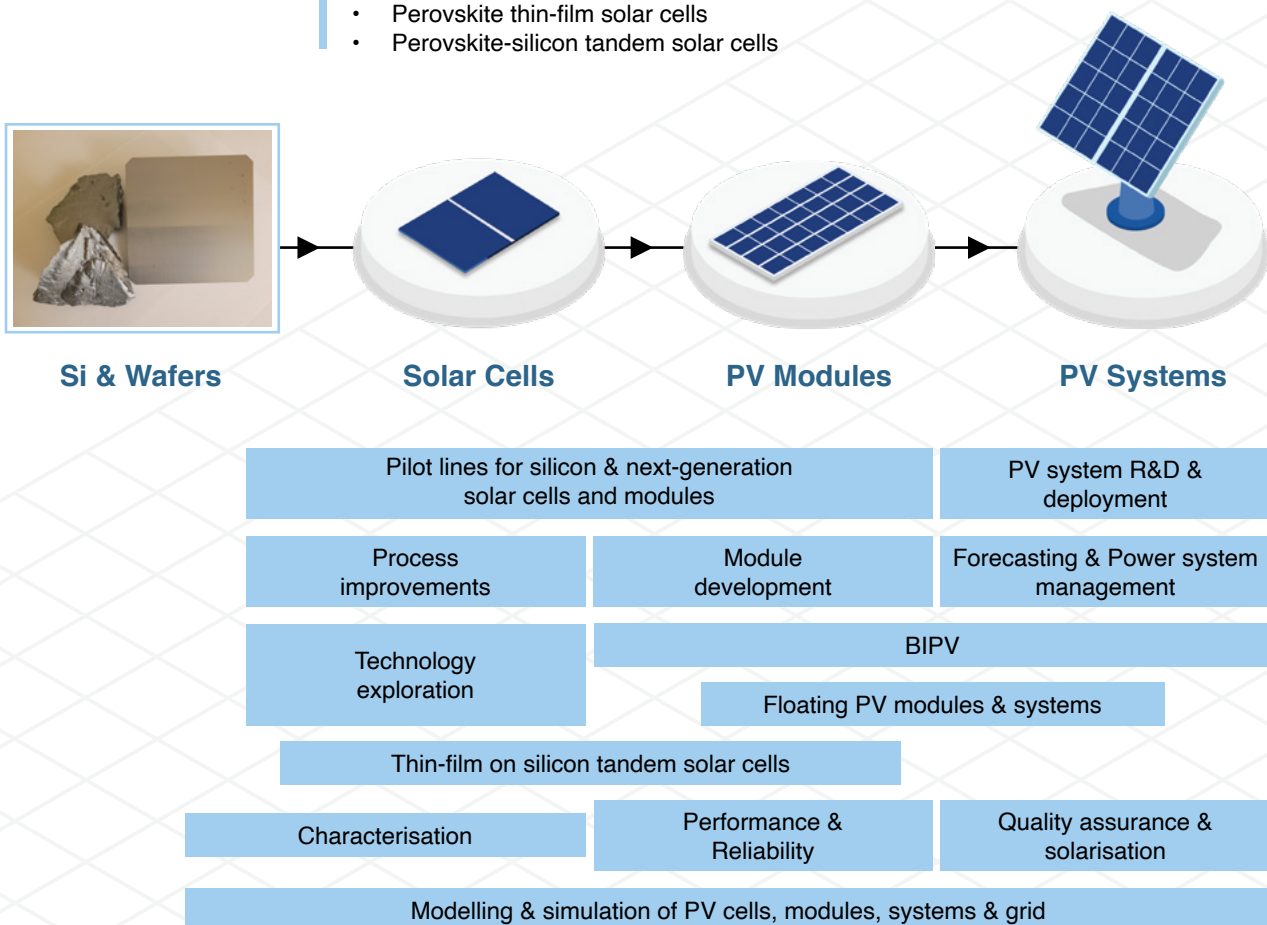 • Perovskite thin-film solar cells
• Perovskite-silicon tandem solar cells
Si & Wafers
Solar Cells
PV Modules
PV Systems
Pilot lines for silicon & next-generation
solar cells and modules
PV system R&D &
deployment
Process
improvements
Module
development
Forecasting & Power system
management
Technology
exploration
BIPV
Floating PV modules & systems
Thin-film on silicon tandem solar cells
Characterisation
Performance &
Reliability
Quality assurance &
solarisation
Modelling & simulation of PV cells, modules, systems & grid